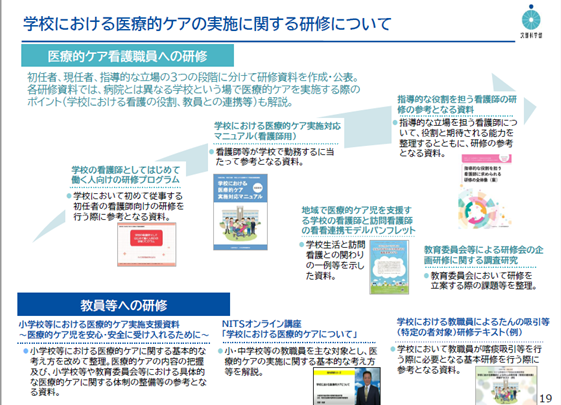 学校における医療的ケアの実施に関する研修について
文部科学省
医療的ケア看護職員への研修
初任者、現任者、指導的な立場の3つの段階に分けて研修資料を作成・公表。
各研修資料では、病院とは異なる学校という場で医療的ケアを実施する際の
ポイント(学校における看護の役割、教員との連携等)も解説。
指導的な役割を担う看護師の研
修の参考となる資料
●指導的な立場を担う看護師につ
いて、役割と期待される能力を
整理するとともに、研修の参考
となる資料。
学校における医療的ケア実施対応
マニュアル(看護師用)
●看護師等が学校で勤務するに当
たって参考となる資料。
学校の看護師としてはじめて
働く人向けの研修プログラム
●学校において初めて従事する
初任者の看護師向けの研修を
行う際に参考となる資料。
学校における
医療的ケア
実施対応マニュアル
地域で医療的ケア児を支援す
る学校の看護師と訪問看護師
の看看連携モデルパンフレット
●学校生活と訪問
看護との関わり
の一例等を示し
た資料。
教育委員会等による研修会の企
画研修に関する調査研究
●教育委員会において研修を
立案する際の課題等を整理。
教員等への研修
小学校等における医療的ケア実施支援資料
～医療的ケア児を安心・安全に受け入れるために～
●小学校等における医療的ケアに関する基本的な
考え方を改めて整理。医療的ケアの内容の把握
及び、小学校等や教育委員会等における具体的
な医療的ケアに関する体制の整備等の参考とな
る資料。
NITSオンライン講座
「学校における医療的ケアについて」
●小・中学校等の教職員を主な対象とし、医
療的ケアの実施に関する基本的な考え方
等を解説。
学校における教職員によるたんの吸引等
(特定の者対象)研修テキスト(例)
●学校において教職員が喀痰吸引等を行
う際に必要となる基本研修を行う際に
参考となる資料。
19